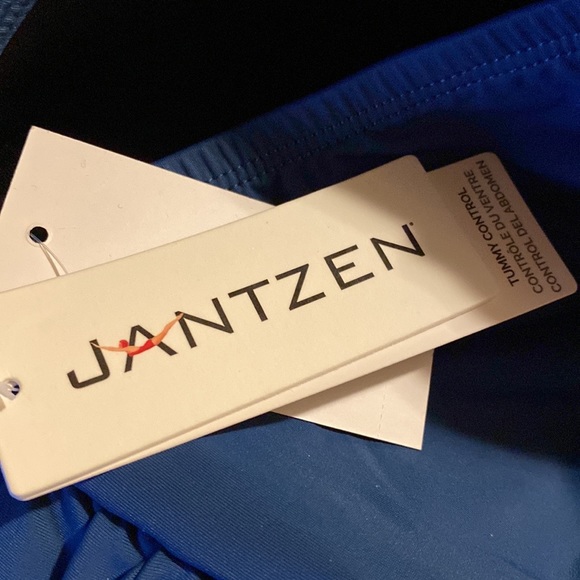 JANTZEN
TUMMY CONTROL
CONTRÔLE DU VENTRE
CONTROL DEL ABDOMEN